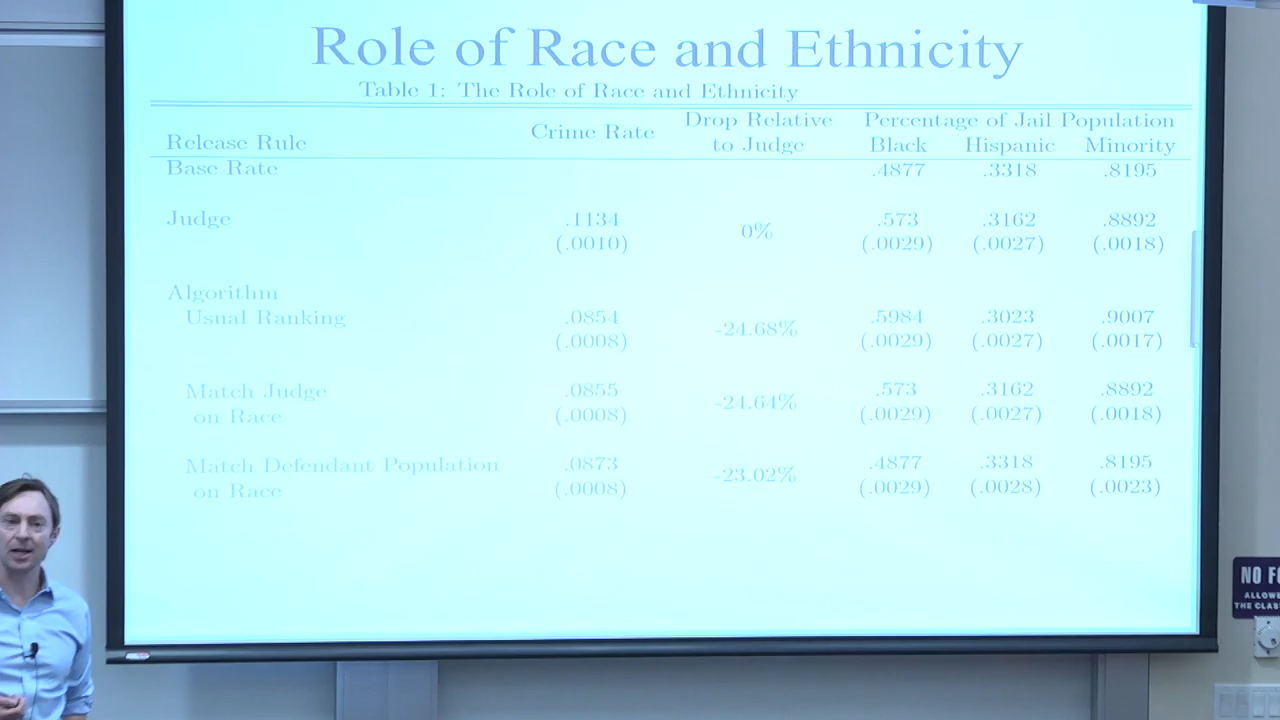 Role of Race and Ethnicity
Table 1: The Role of Race and Ethnicity
Release Rule Crime Rate Drop Relative to Judge Percentage of Jail Population
Black Hispanic Minority
Base Rate .4877 .3318 .8195
Judge .1134 0% .573 .3162 .8892
(.0010) (.0029) (.0027) (.0018)
Algorithm
Usual Ranking .0854 -24.68% .5984 .3023 .9007
(.0008) (.0029) (.0027) (.0017)
Match Judge .0855 -24.64% .573 .3162 .8892
on Race (.0008) (.0029) (.0027) (.0018)
Match Defendant Population .0873 -23.02% .4877 .3318 .8195
on Race (.0008) (.0029) (.0028) (.0023)
NO
ALLOWE
THE CLAS